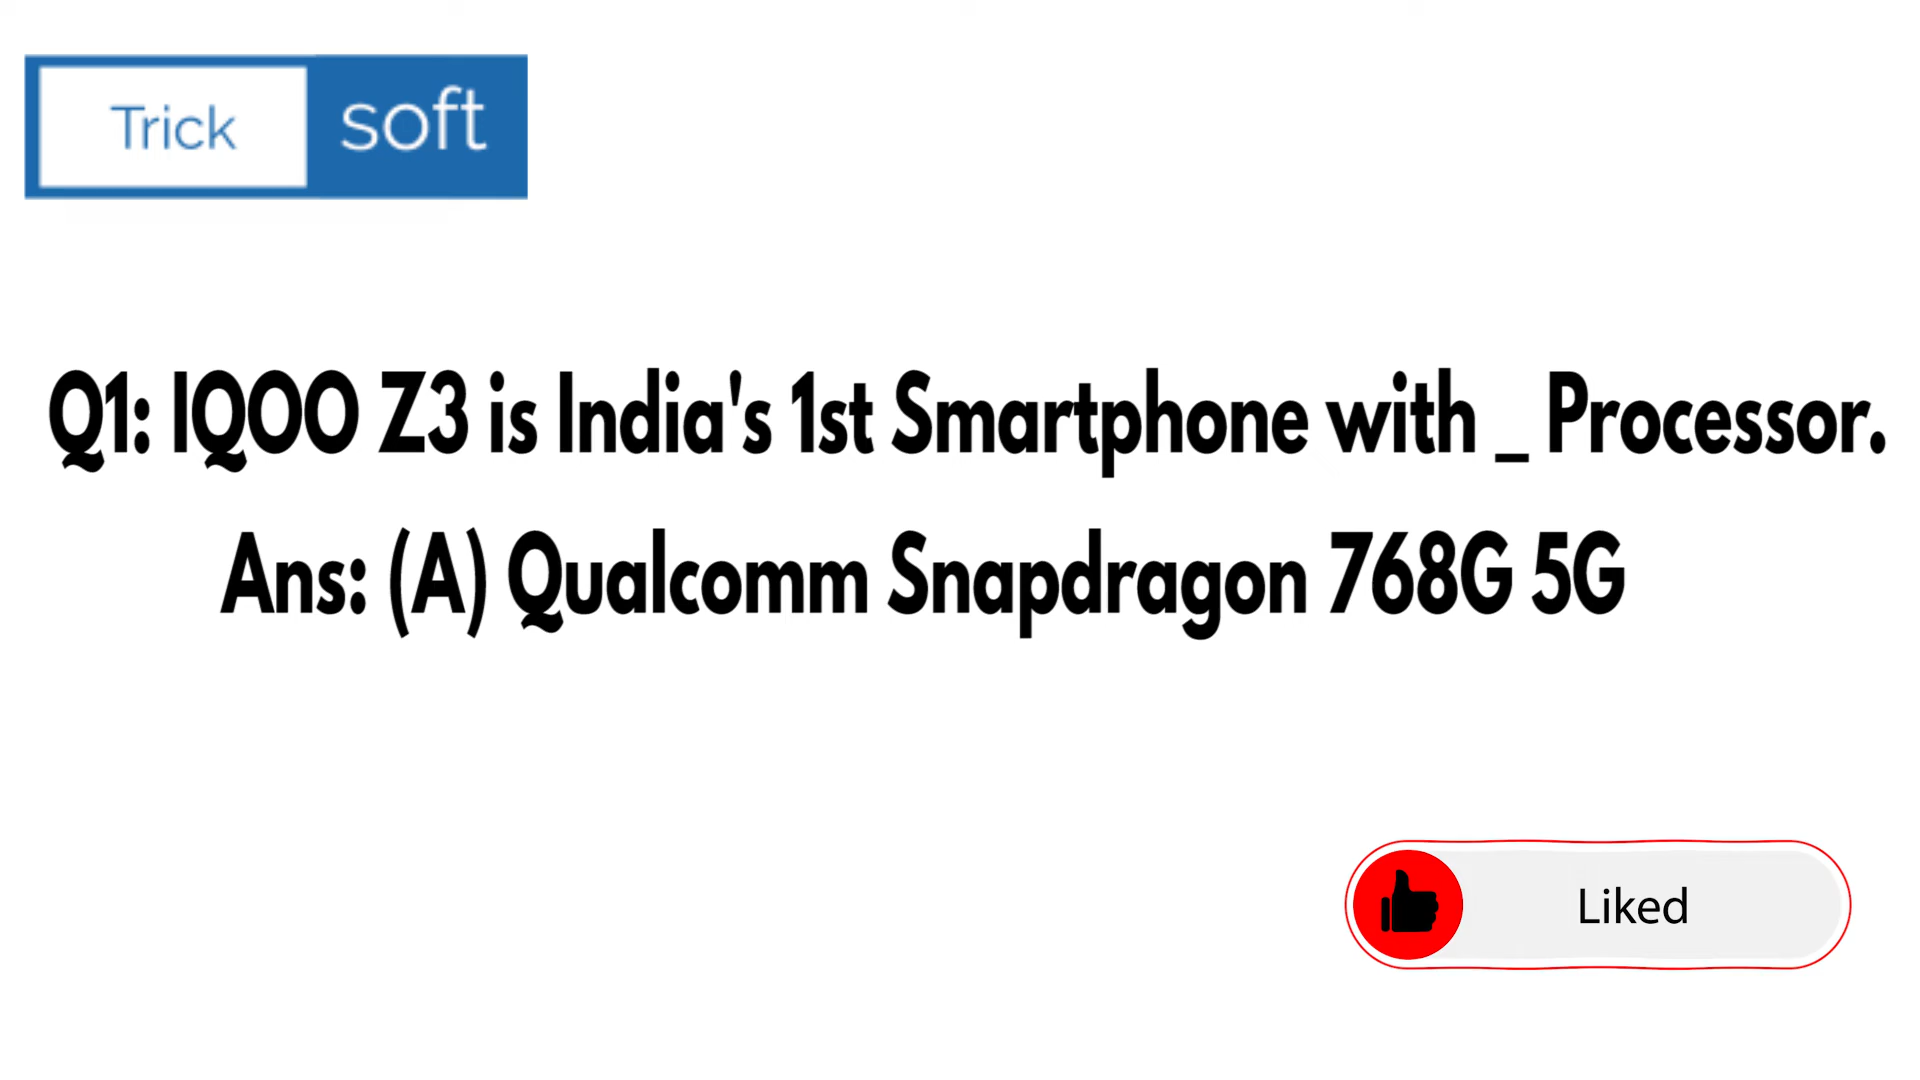 Trick soft
Q1: IQOO Z3 is India's 1st Smartphone with _ Processor.
Ans: (A) Qualcomm Snapdragon 768G 5G
Liked